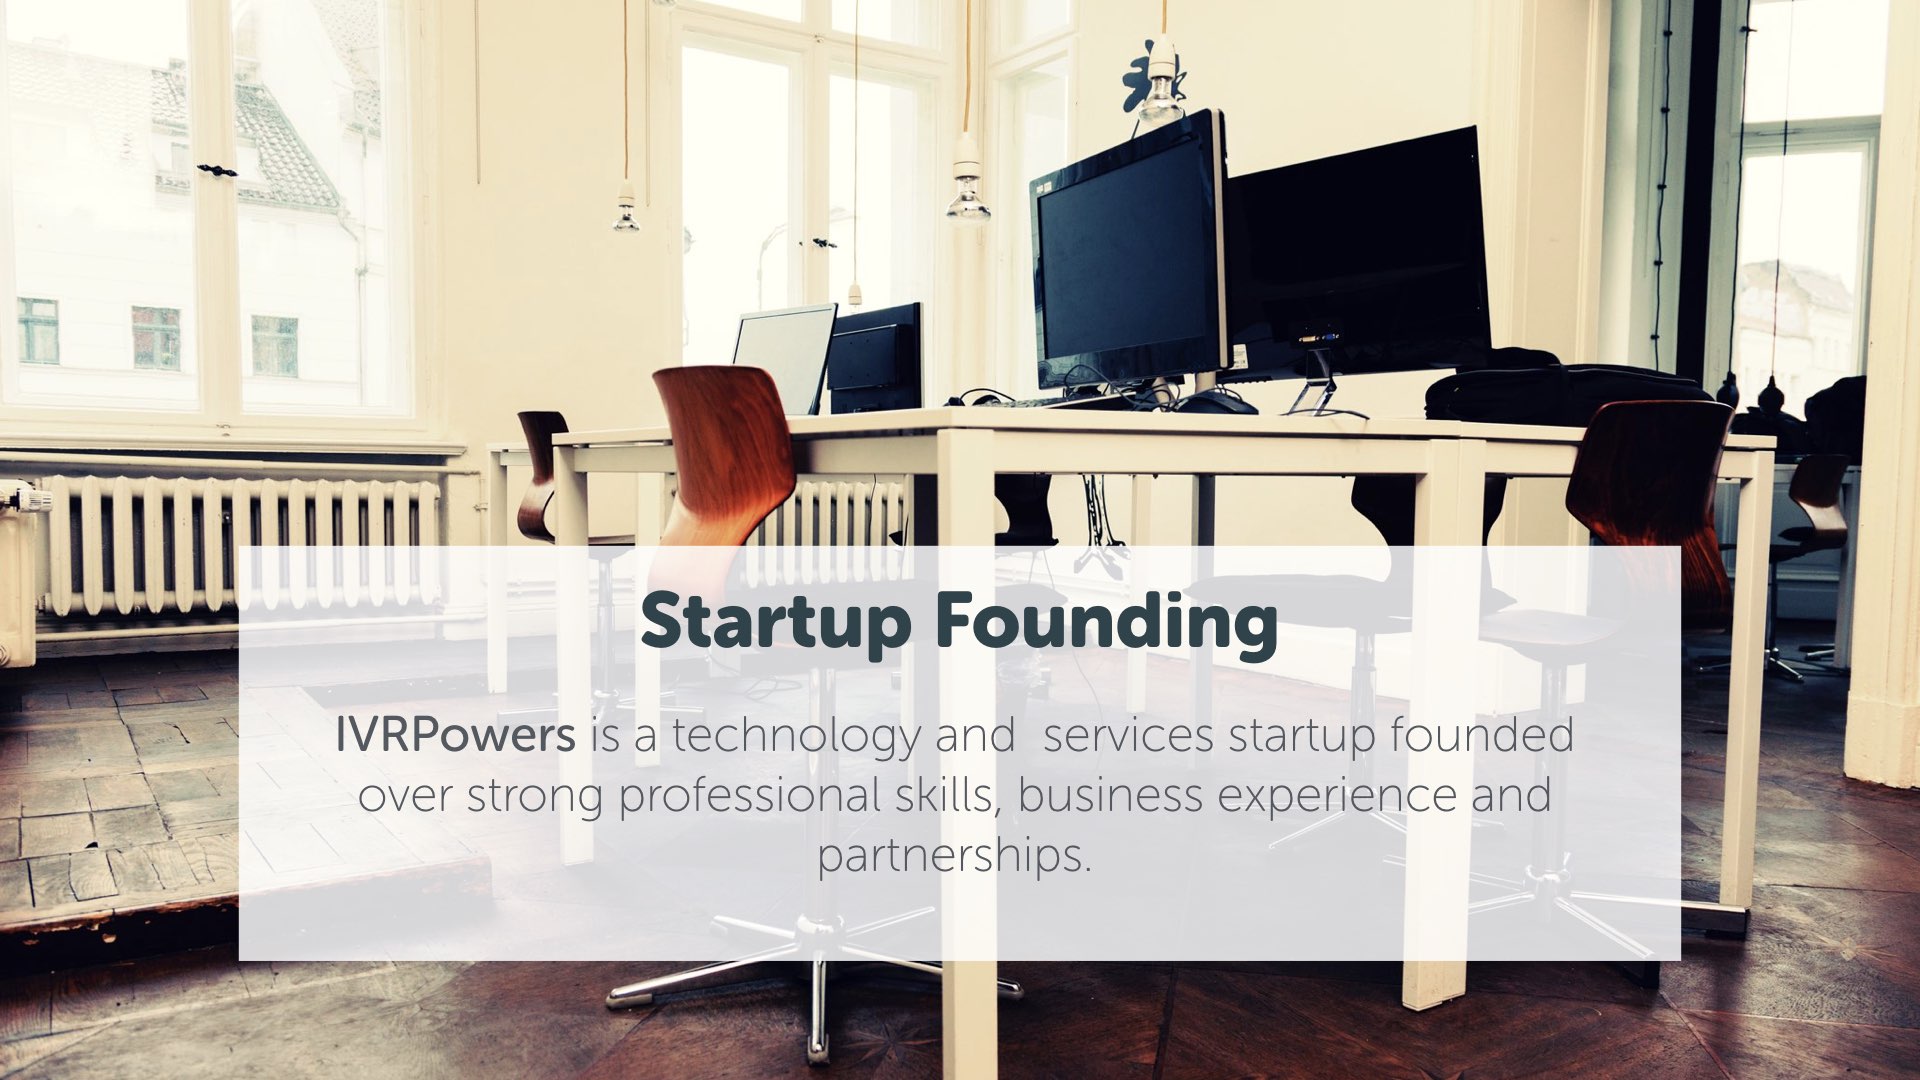 Startup Founding
IVRPowers is a technology and  services startup founded
over strong professional skills, business experience and
partnerships.